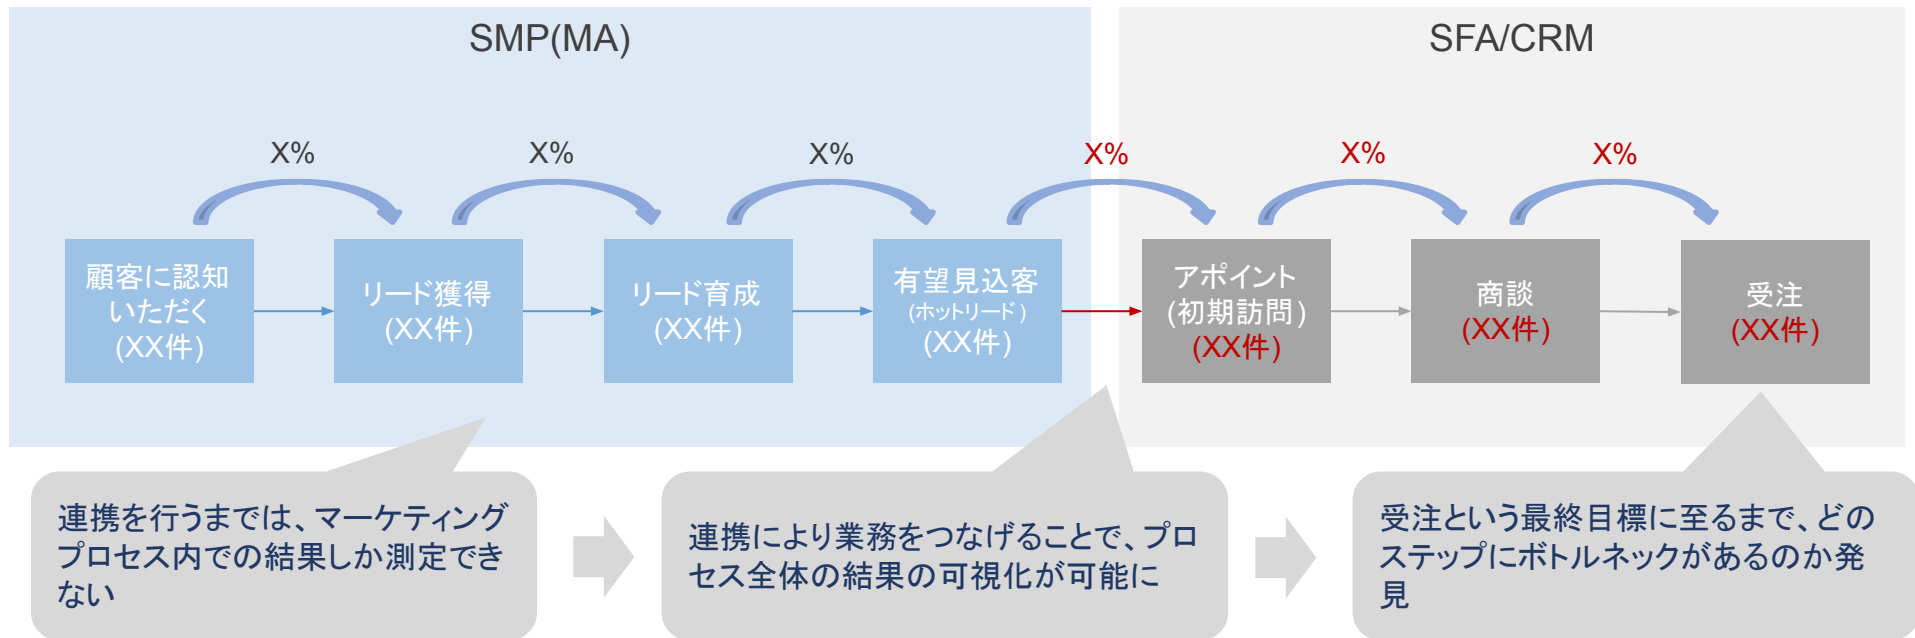 SMP(MA)
SFA/CRM
X%
X%
X%
X%
X%
X%
顧客に認知
いただく
(XX件)
リード獲得
(XX件)
リード育成
(XX件)
有望見込客
(ホットリード)
(XX件)
アポイント
(初期訪問)
(XX件)
商談
(XX件)
受注
(XX件)
連携を行うまでは、マーケティング
プロセス内での結果しか測定でき
ない
連携により業務をつなげることで、プロ
セス全体の結果の可視化が可能に
受注という最終目標に至るまで、どの
ステップにボトルネックがあるのか発
見